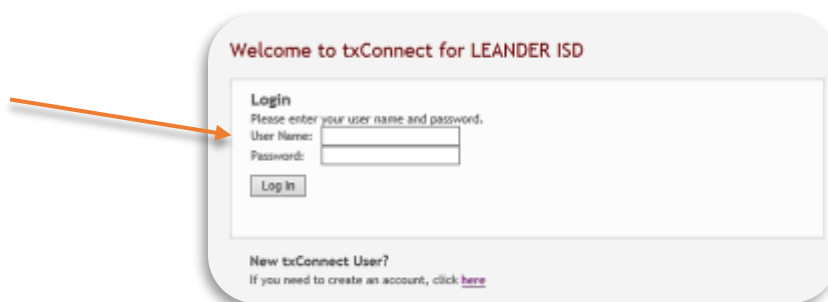 Welcome to txConnect for LEANDER ISD
Login
Please enter your user name and password.
User Name:
Password:
Log In
New txConnect User?
If you need to create an account, click here